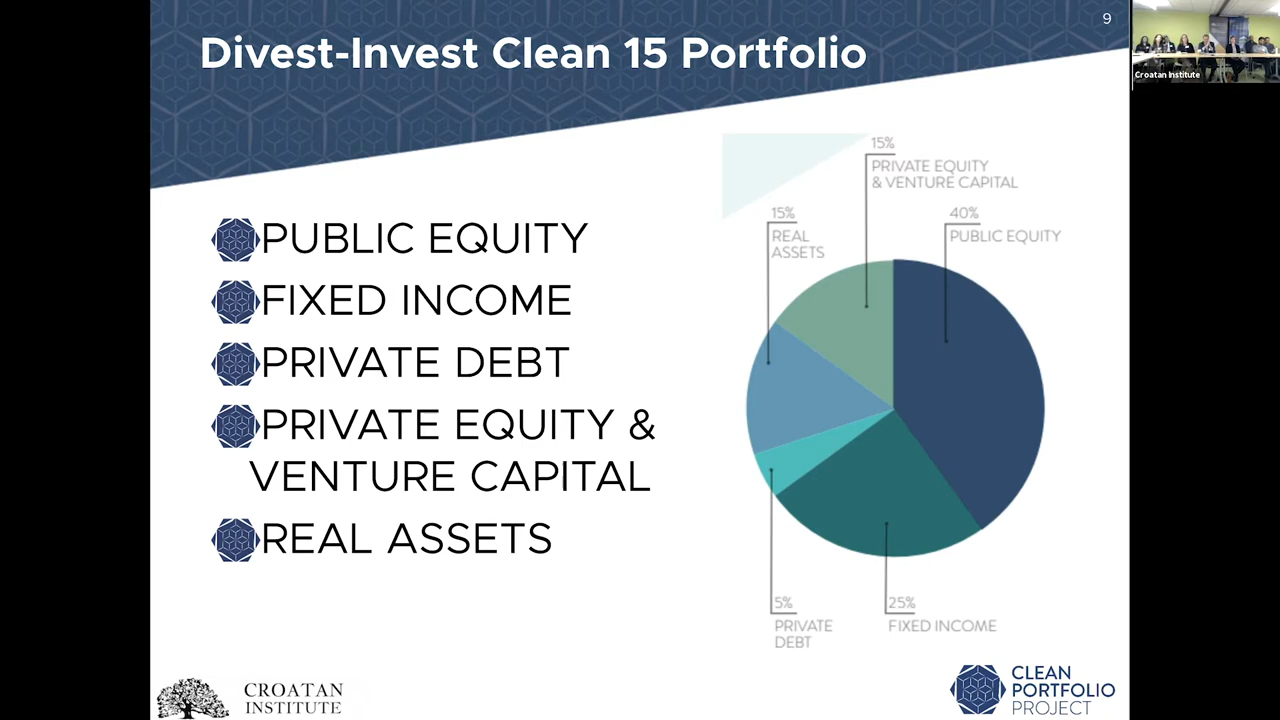 9
Divest-Invest Clean 15 Portfolio
Croatan Institute
PUBLIC EQUITY
FIXED INCOME
PRIVATE DEBT
PRIVATE EQUITY &
VENTURE CAPITAL
REAL ASSETS
15%
PRIVATE EQUITY
& VENTURE CAPITAL
15%
REAL
ASSETS
40%
PUBLIC EQUITY
5%
PRIVATE
DEBT
25%
FIXED INCOME
CROATAN
INSTITUTE
CLEAN
PORTFOLIO
PROJECT